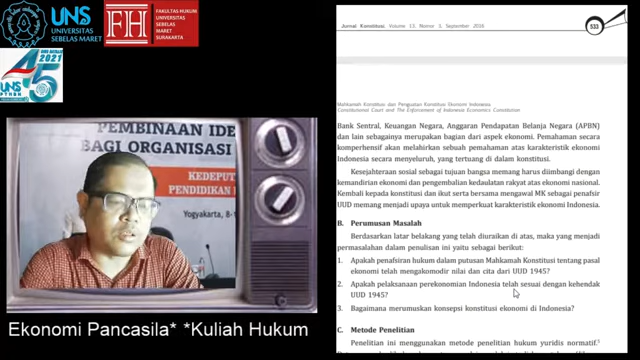 UNS
UNIVERSITAS
SEBELAS MARET
FH
FAKULTAS HUKUM
UNIVERSITAS
SEBELAS
MARET
SURAKARTA
2021
UNS
PTNBH
PEMBINAAN IDE
BAGI ORGANISASI
KEDEPUT
PENDIDIKAN
Yogyakarta, 8-1
Ekonomi Pancasila* *Kuliah Hukum
Jurnal Konstitusi, Volume 13, Nomor 3, September 2016
533
Mahkamah Konstitusi dan Penguatan Konstitusi Ekonomi Indonesia
Constitutional Court and The Enforcement of Indonesia Economics Constitution
Bank Sentral, Keuangan Negara, Anggaran Pendapatan Belanja Negara (APBN)
dan lain sebagainya merupakan bagian dari aspek ekonomi. Pemahaman secara
komperhensif akan melahirkan sebuah pemahaman atas karakteristik ekonomi
Indonesia secara menyeluruh, yang tertuang di dalam konstitusi.
Kesejahteraan sosial sebagai tujuan bangsa memang harus diimbangi dengan
kemandirian ekonomi dan pengembalian kedaulatan rakyat atas ekonomi nasional.
Kembali kepada konstitusi dan ikut serta bersama mengawal MK sebagai penafsir
UUD memang menjadi upaya untuk memperkuat karakteristik ekonomi Indonesia.
B. Perumusan Masalah
Berdasarkan latar belakang yang telah diuraikan di atas, maka yang menjadi
permasalahan dalam penulisan ini yaitu sebagai berikut:
1. Apakah penafsiran hukum dalam putusan Mahkamah Konstitusi tentang pasal
ekonomi telah mengakomodir nilai dan cita dari UUD 1945?
2. Apakah pelaksanaan perekonomian Indonesia telah sesuai dengan kehendak
UUD 1945?
3. Bagaimana merumuskan konsepsi konstitusi ekonomi di Indonesia?
C. Metode Penelitian
Penelitian ini menggunakan metode penelitian hukum yuridis normatif.